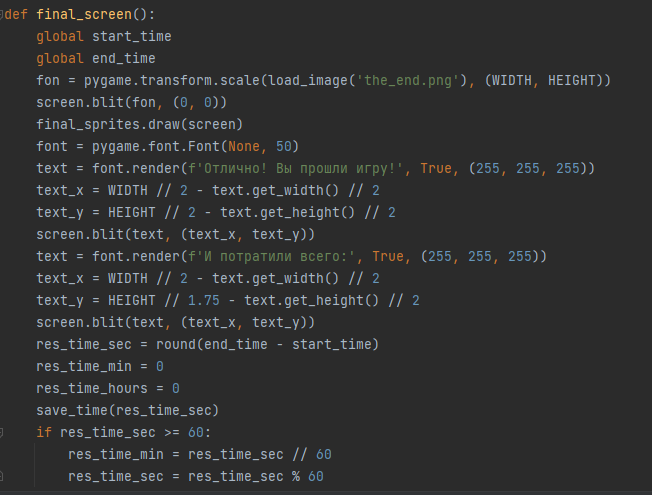 def final_screen():
    global start_time
    global end_time
    fon = pygame.transform.scale(load_image('the_end.png'), (WIDTH, HEIGHT))
    screen.blit(fon, (0, 0))
    final_sprites.draw(screen)
    font = pygame.font.Font(None, 50)
    text = font.render(f'Отлично! Вы прошли игру!', True, (255, 255, 255))
    text_x = WIDTH // 2 - text.get_width() // 2
    text_y = HEIGHT // 2 - text.get_height() // 2
    screen.blit(text, (text_x, text_y))
    text = font.render(f'И потратили всего:', True, (255, 255, 255))
    text_x = WIDTH // 2 - text.get_width() // 2
    text_y = HEIGHT // 1.75 - text.get_height() // 2
    screen.blit(text, (text_x, text_y))
    res_time_sec = round(end_time - start_time)
    res_time_min = 0
    res_time_hours = 0
    save_time(res_time_sec)
    if res_time_sec >= 60:
        res_time_min = res_time_sec // 60
        res_time_sec = res_time_sec % 60